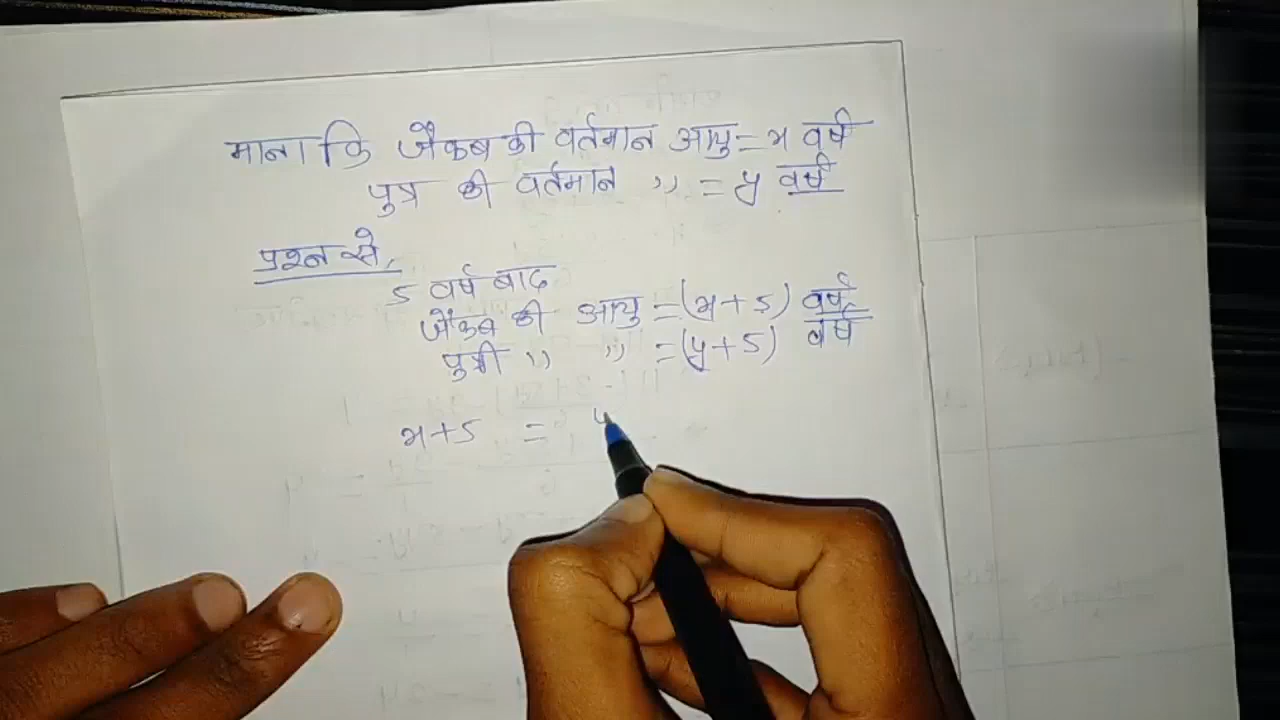 माना कि जैकब की वर्तमान आयु = x वर्ष
पुत्र की वर्तमान ,, = y वर्ष
प्रश्न से,
5 वर्ष बाद
जैकब की आयु = (x+5) वर्ष
पुत्री ,, ,, = (y+5) वर्ष
x+5 =